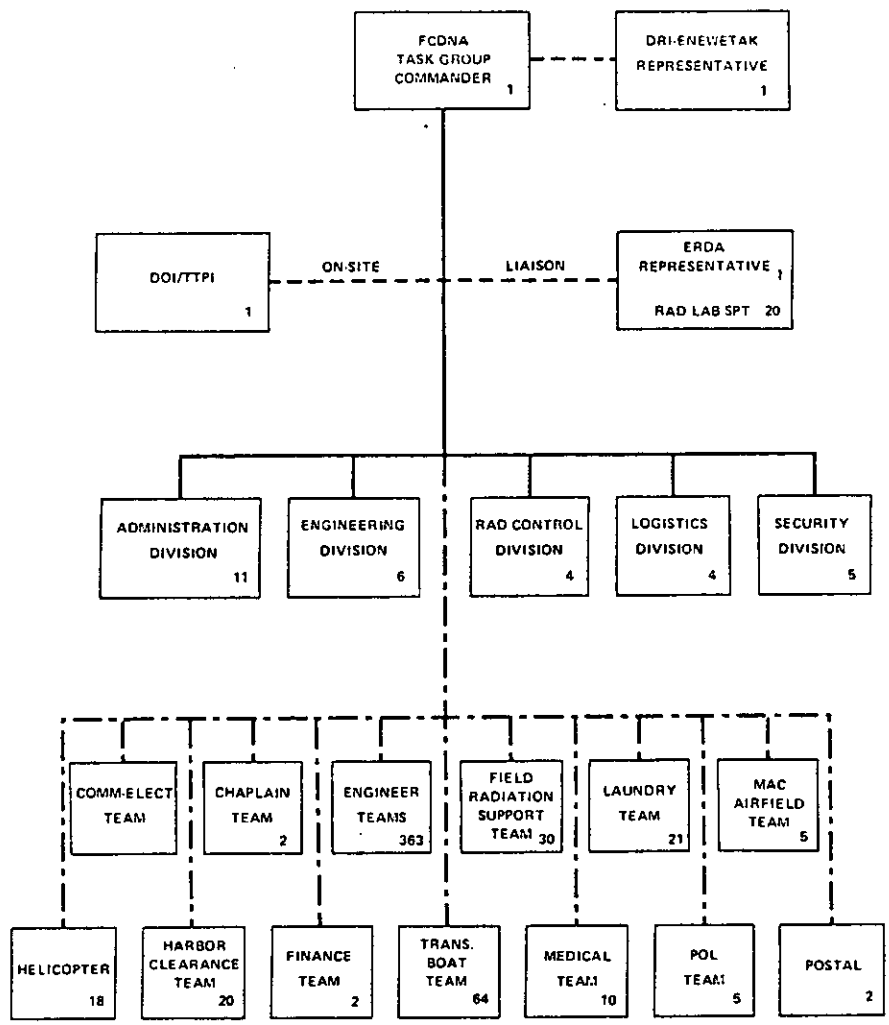 FCDNA
TASK GROUP
COMMANDER
1
DRI-ENEWETAK
REPRESENTATIVE
1
DOI/TTPI
1
ON-SITE
LIAISON
ERDA
REPRESENTATIVE
1
RAD LAB SPT 20
ADMINISTRATION
DIVISION
11
ENGINEERING
DIVISION
6
RAD CONTROL
DIVISION
4
LOGISTICS
DIVISION
4
SECURITY
DIVISION
5
COMM-ELECT
TEAM
CHAPLAIN
TEAM
2
ENGINEER
TEAMS
363
FIELD
RADIATION
SUPPORT
TEAM
30
LAUNDRY
TEAM
21
MAC
AIRFIELD
TEAM
5
HELICOPTER
18
HARBOR
CLEARANCE
TEAM
20
FINANCE
TEAM
2
TRANS.
BOAT
TEAM
64
MEDICAL
TEAM
10
POL
TEAM
5
POSTAL
2